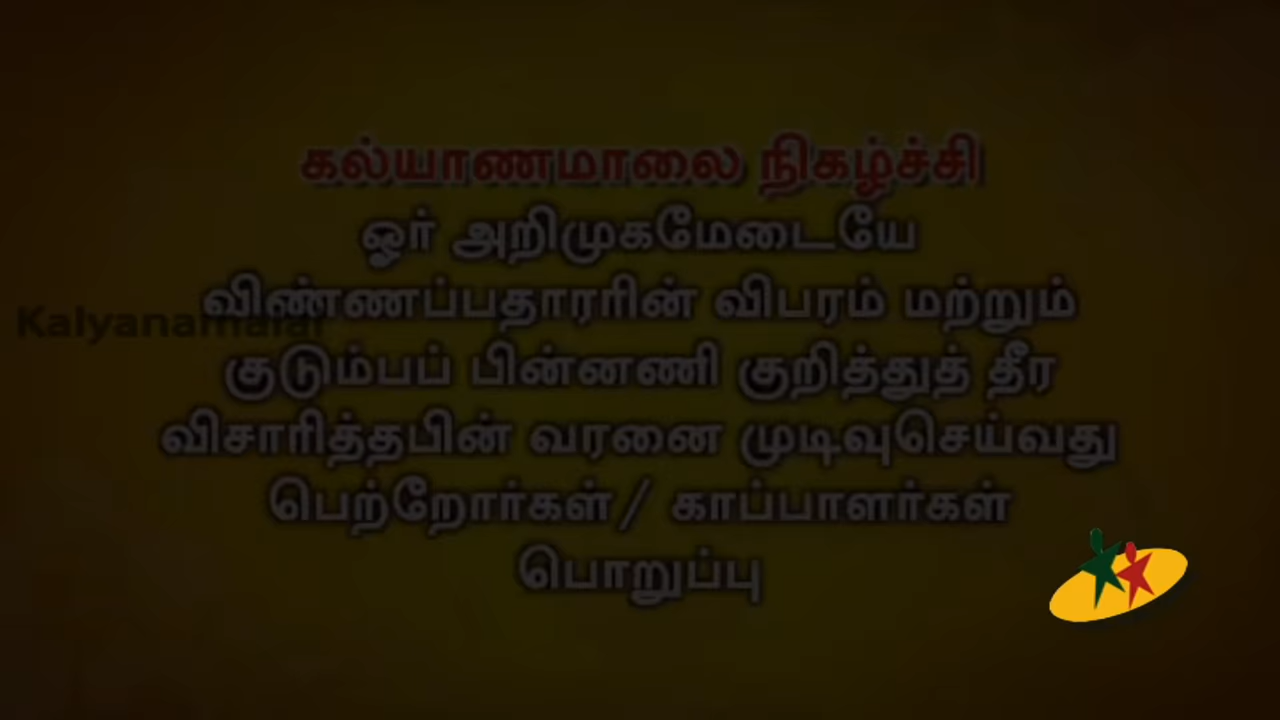 கல்யாணமாலை நிகழ்ச்சி
ஓர் அறிமுகமேடையே
விண்ணப்பதாரரின் விபரம் மற்றும்
Kalyanamalai
குடும்பப் பின்னணி குறித்துத் தீர
விசாரித்தபின் வரனை முடிவுசெய்வது
பெற்றோர்கள்/ காப்பாளர்கள்
பொறுப்பு